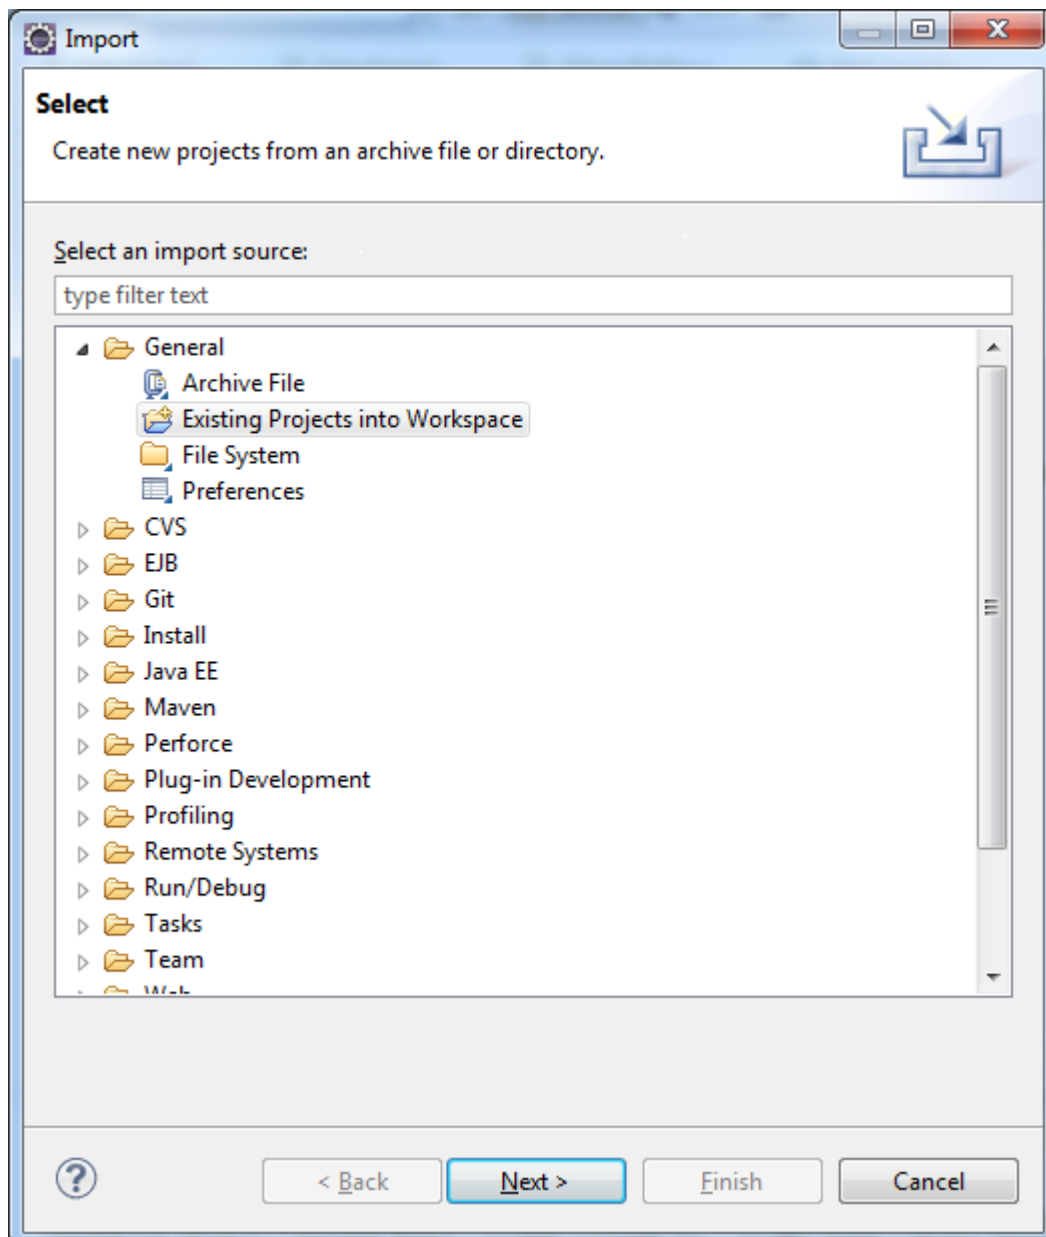 Import
Select
Create new projects from an archive file or directory.
Select an import source:
type filter text
General
Archive File
Existing Projects into Workspace
File System
Preferences
CVS
EJB
Git
Install
Java EE
Maven
Perforce
Plug-in Development
Profiling
Remote Systems
Run/Debug
Tasks
Team
Web
< Back
Next >
Finish
Cancel